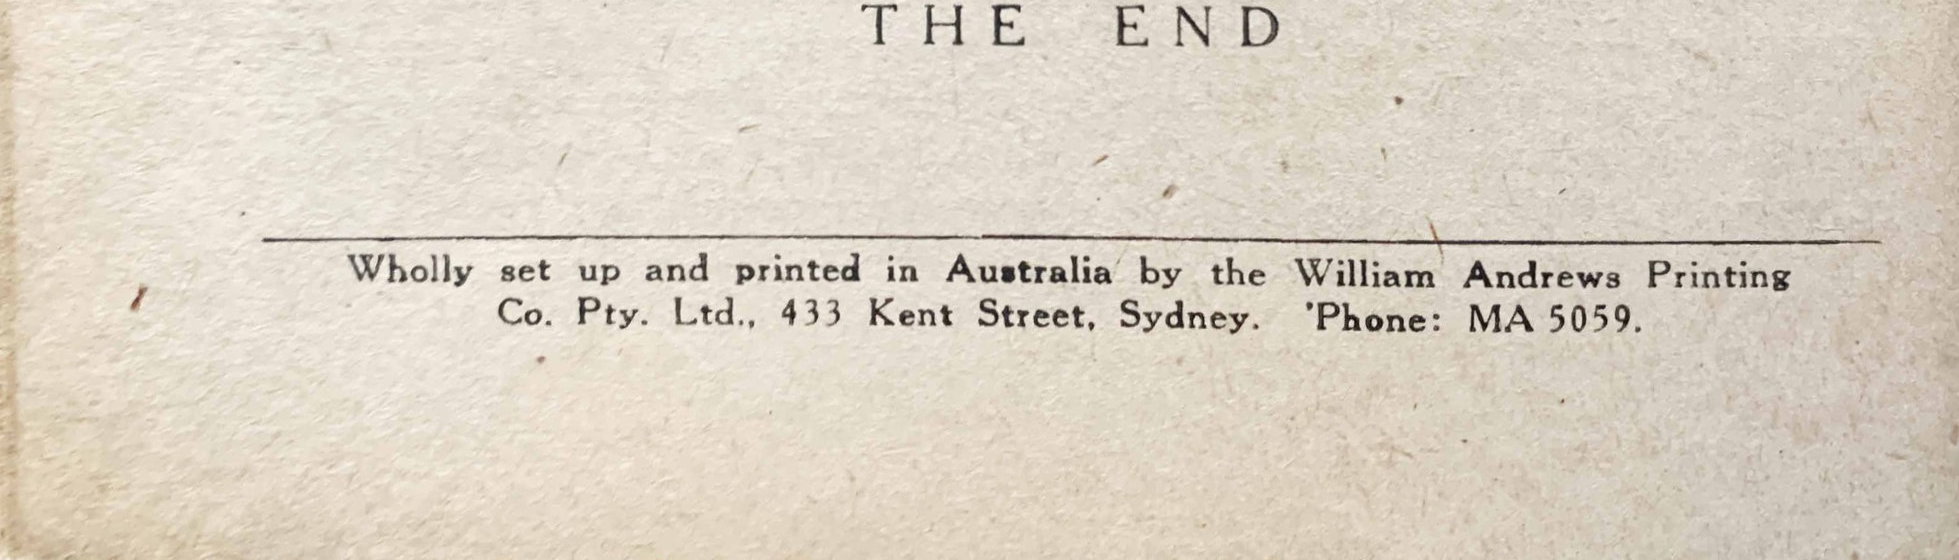 THE END
Wholly set up and printed in Australia by the William Andrews Printing
Co. Pty. Ltd., 433 Kent Street, Sydney. 'Phone: MA 5059.